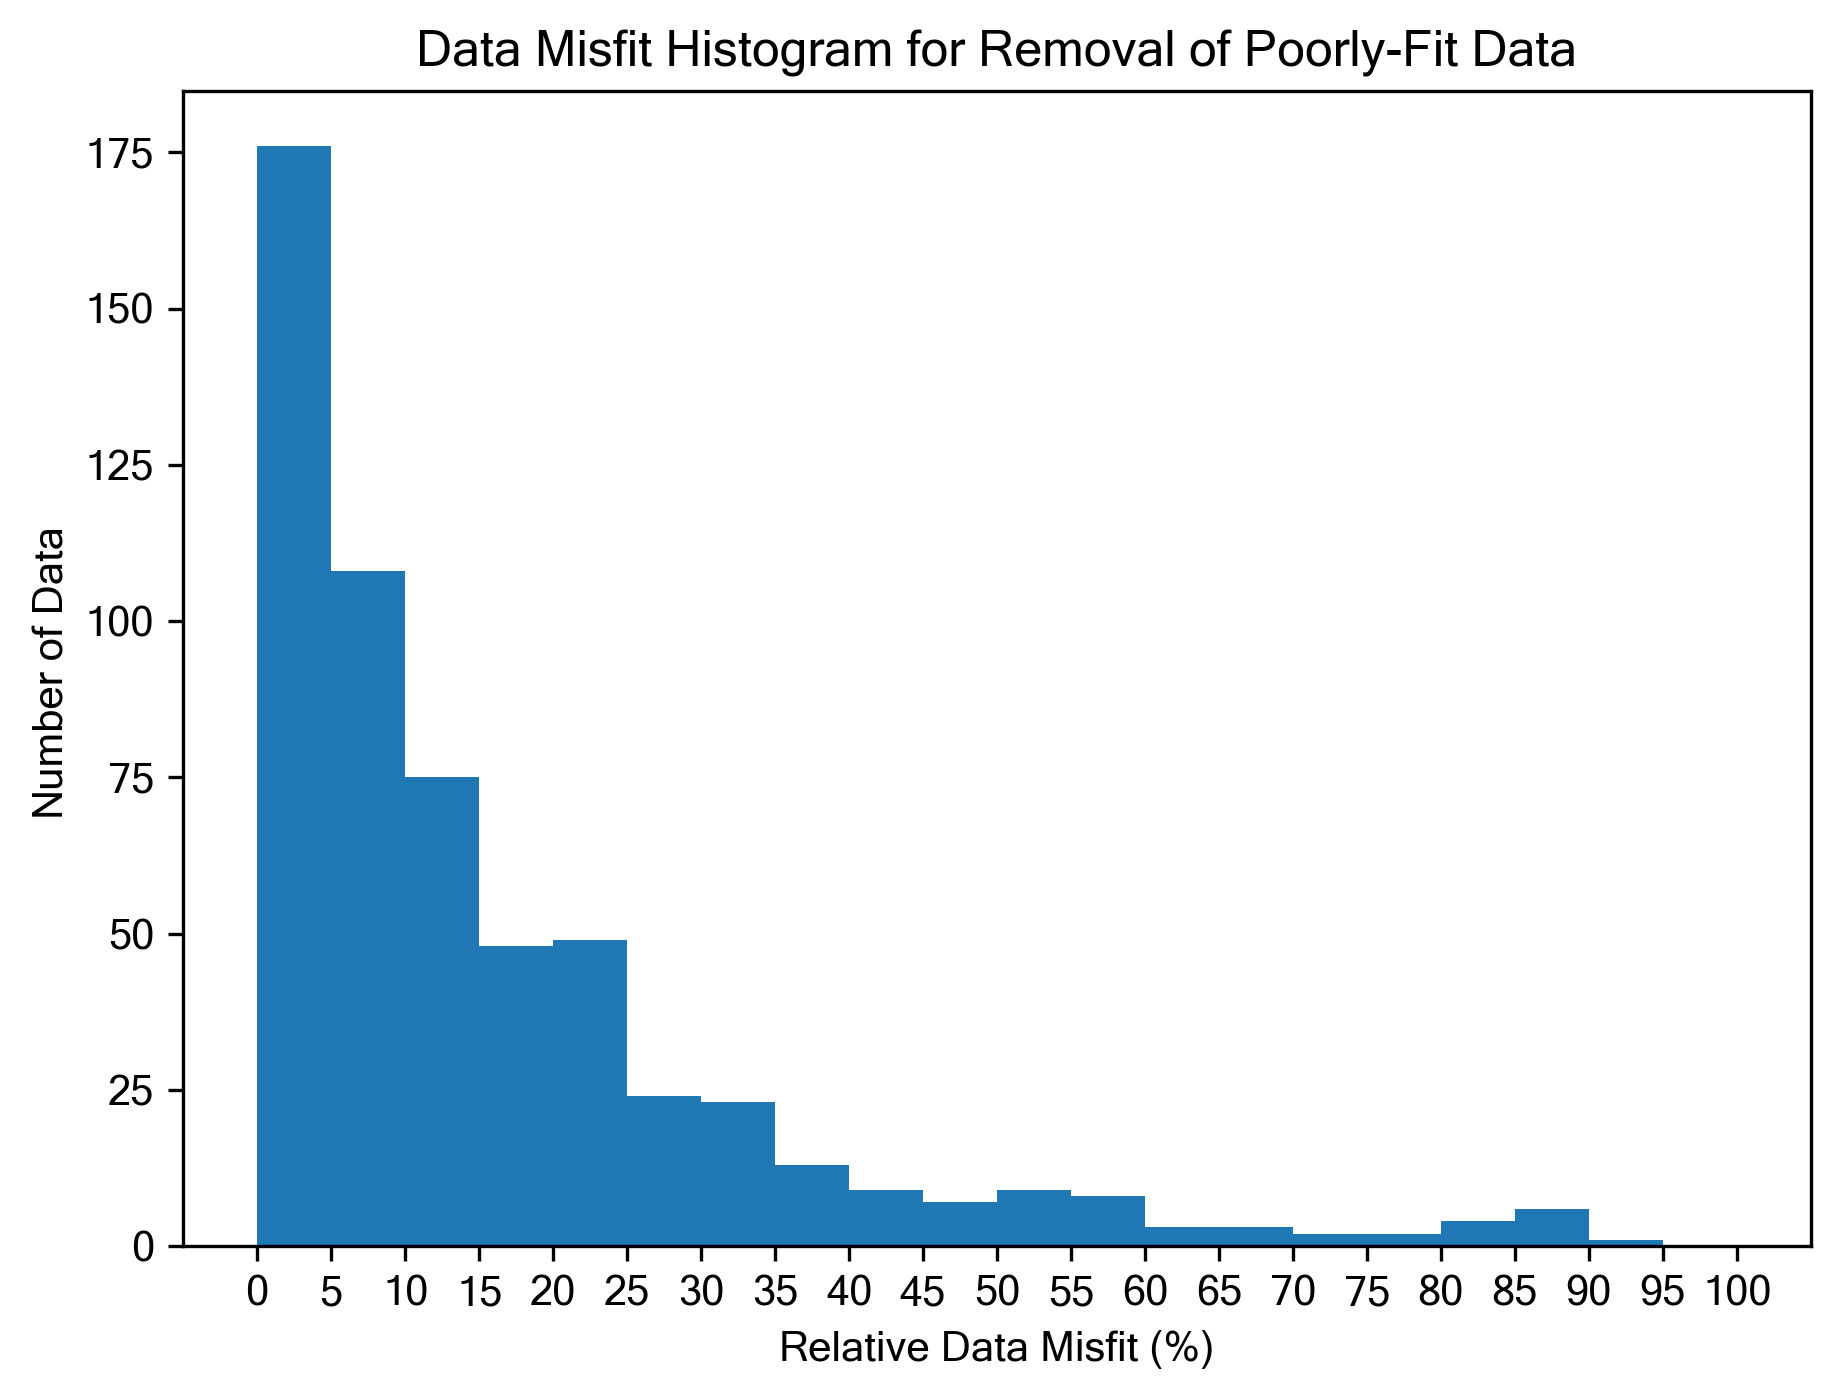 Data Misfit Histogram for Removal of Poorly-Fit Data
175
150
125
100
75
50
25
0
Number of Data
0 5 10 15 20 25 30 35 40 45 50 55 60 65 70 75 80 85 90 95 100
Relative Data Misfit (%)